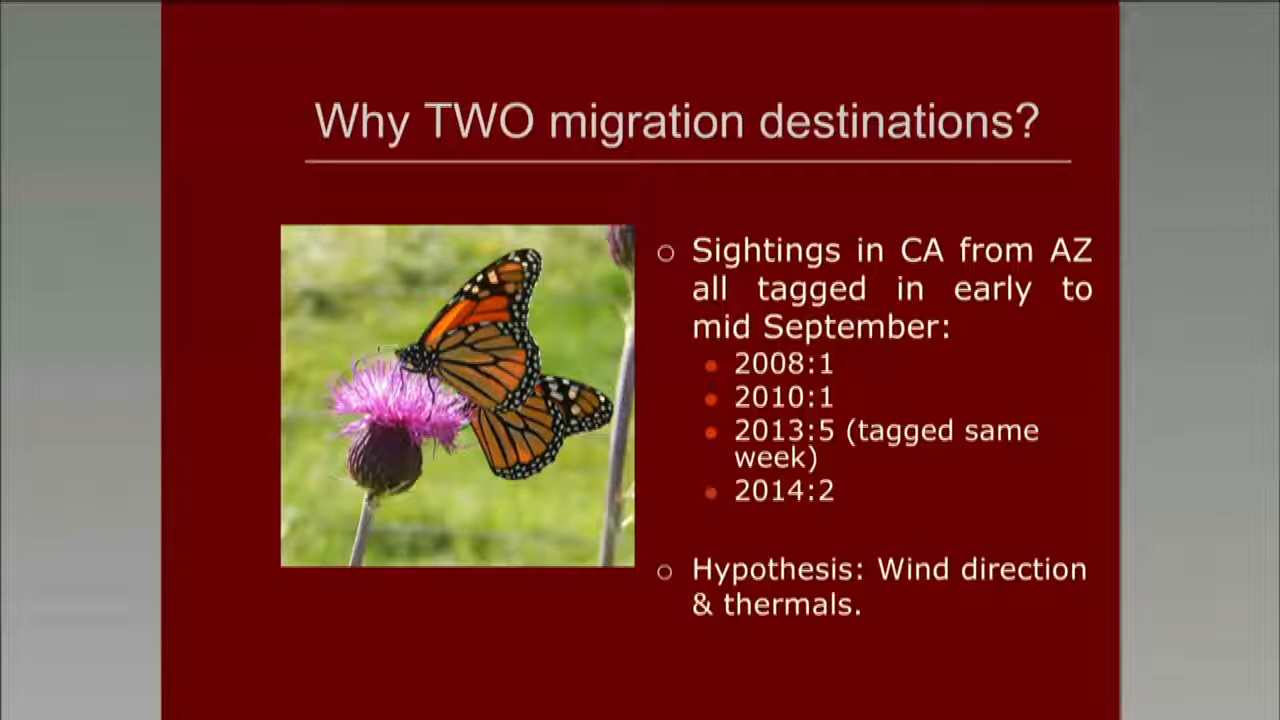 Why TWO migration destinations?
Sightings in CA from AZ
all tagged in early to
mid September:
2008:1
2010:1
2013:5 (tagged same
week)
2014:2
Hypothesis: Wind direction
& thermals.